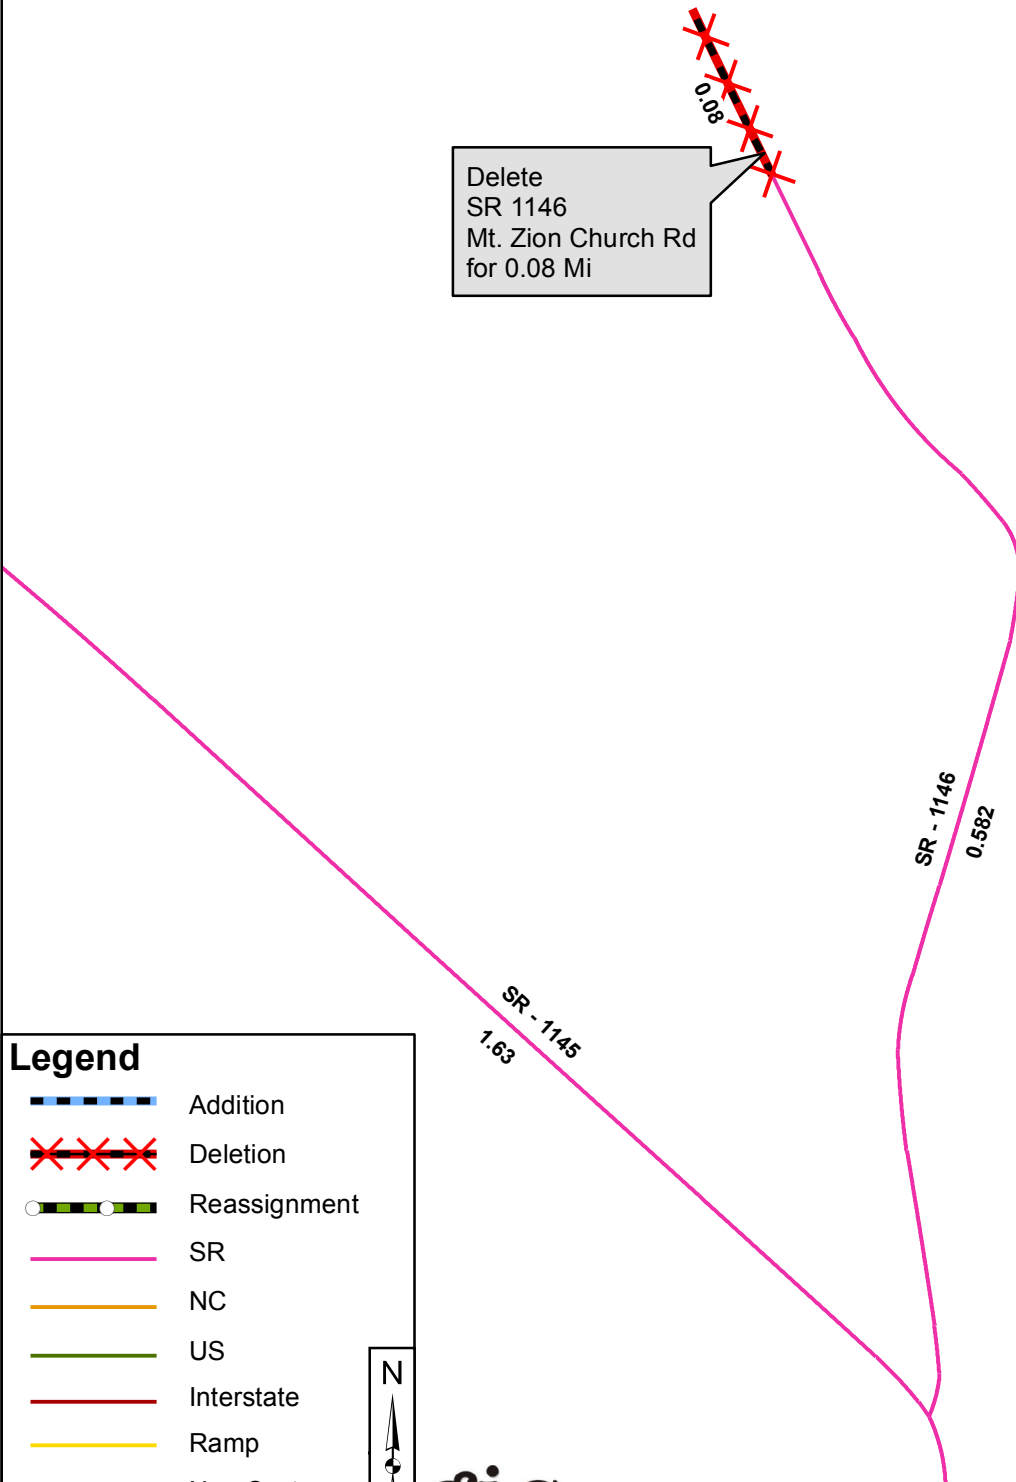 0.08
Delete
SR 1146
Mt. Zion Church Rd
for 0.08 Mi
SR - 1146
0.582
SR - 1145
1.63
Legend
Addition
Deletion
Reassignment
SR
NC
US
Interstate
Ramp
N